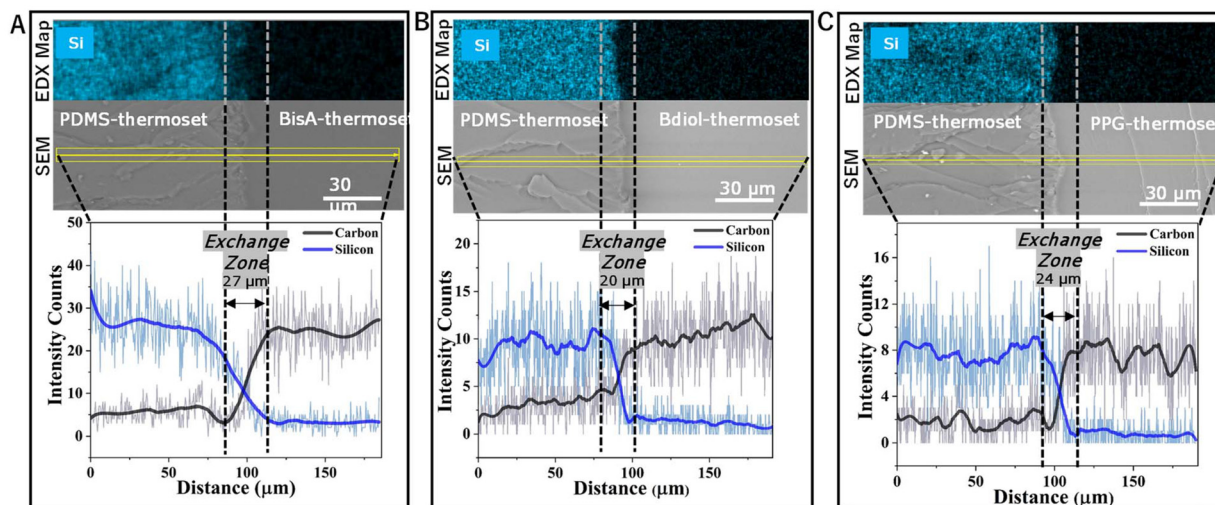 A
EDX Map
Si
SEM
PDMS-thermoset
BisA-thermoset
30
μm
Intensity Counts
50
40
30
20
10
0
Exchange
Zone
27 μm
Carbon
Silicon
0
50
100
150
Distance (μm)
B
EDX Map
Si
SEM
PDMS-thermoset
Bdiol-thermoset
30 μm
Intensity Counts
20
15
10
5
0
Exchange
Zone
20 μm
Carbon
Silicon
0
50
100
150
Distance (μm)
C
EDX Map
Si
SEM
PDMS-thermoset
PPG-thermose
30 μm
Intensity Counts
16
12
8
4
0
Exchange
Zone
24 μm
Carbon
Silicon
0
50
100
150
Distance (μm)